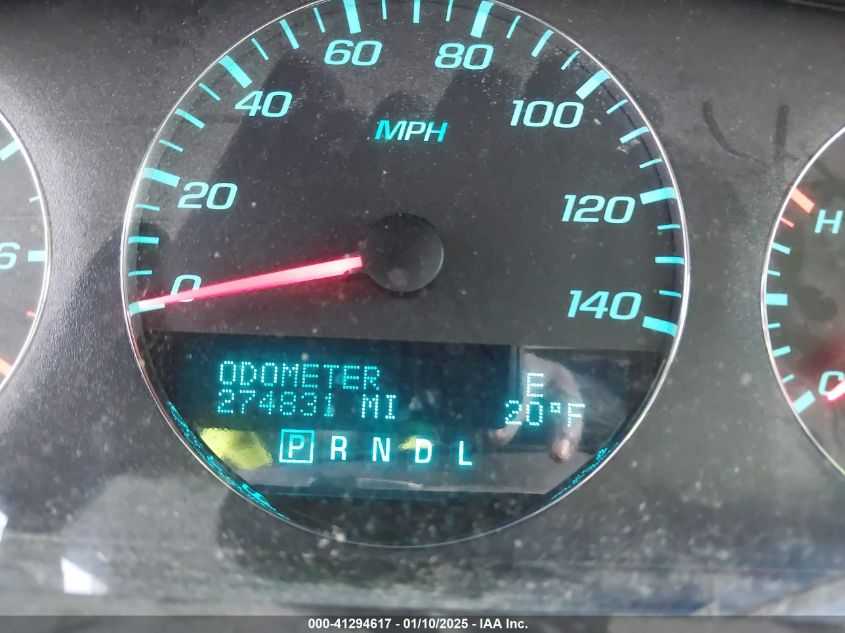 60 80
40 100
MPH
20 120
6 0 140 H
C
ODOMETER E
274831 MI 20°F
P R N D L
000-41294617 - 01/10/2025 - IAA Inc.